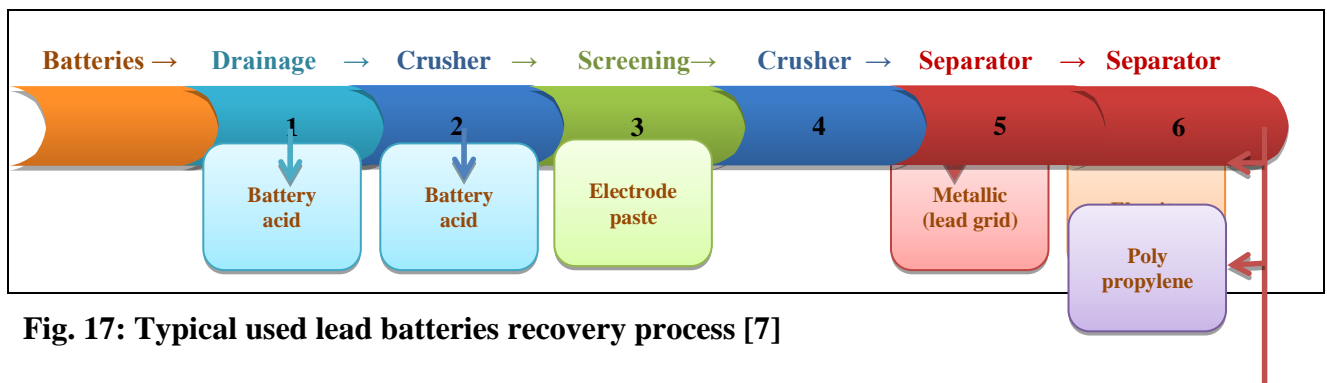 Batteries → Drainage → Crusher → Screening→ Crusher → Separator → Separator
1 2 3 4 5 6
Battery
acid
Battery
acid
Electrode
paste
Metallic
(lead grid)
Poly
propylene
Fig. 17: Typical used lead batteries recovery process [7]